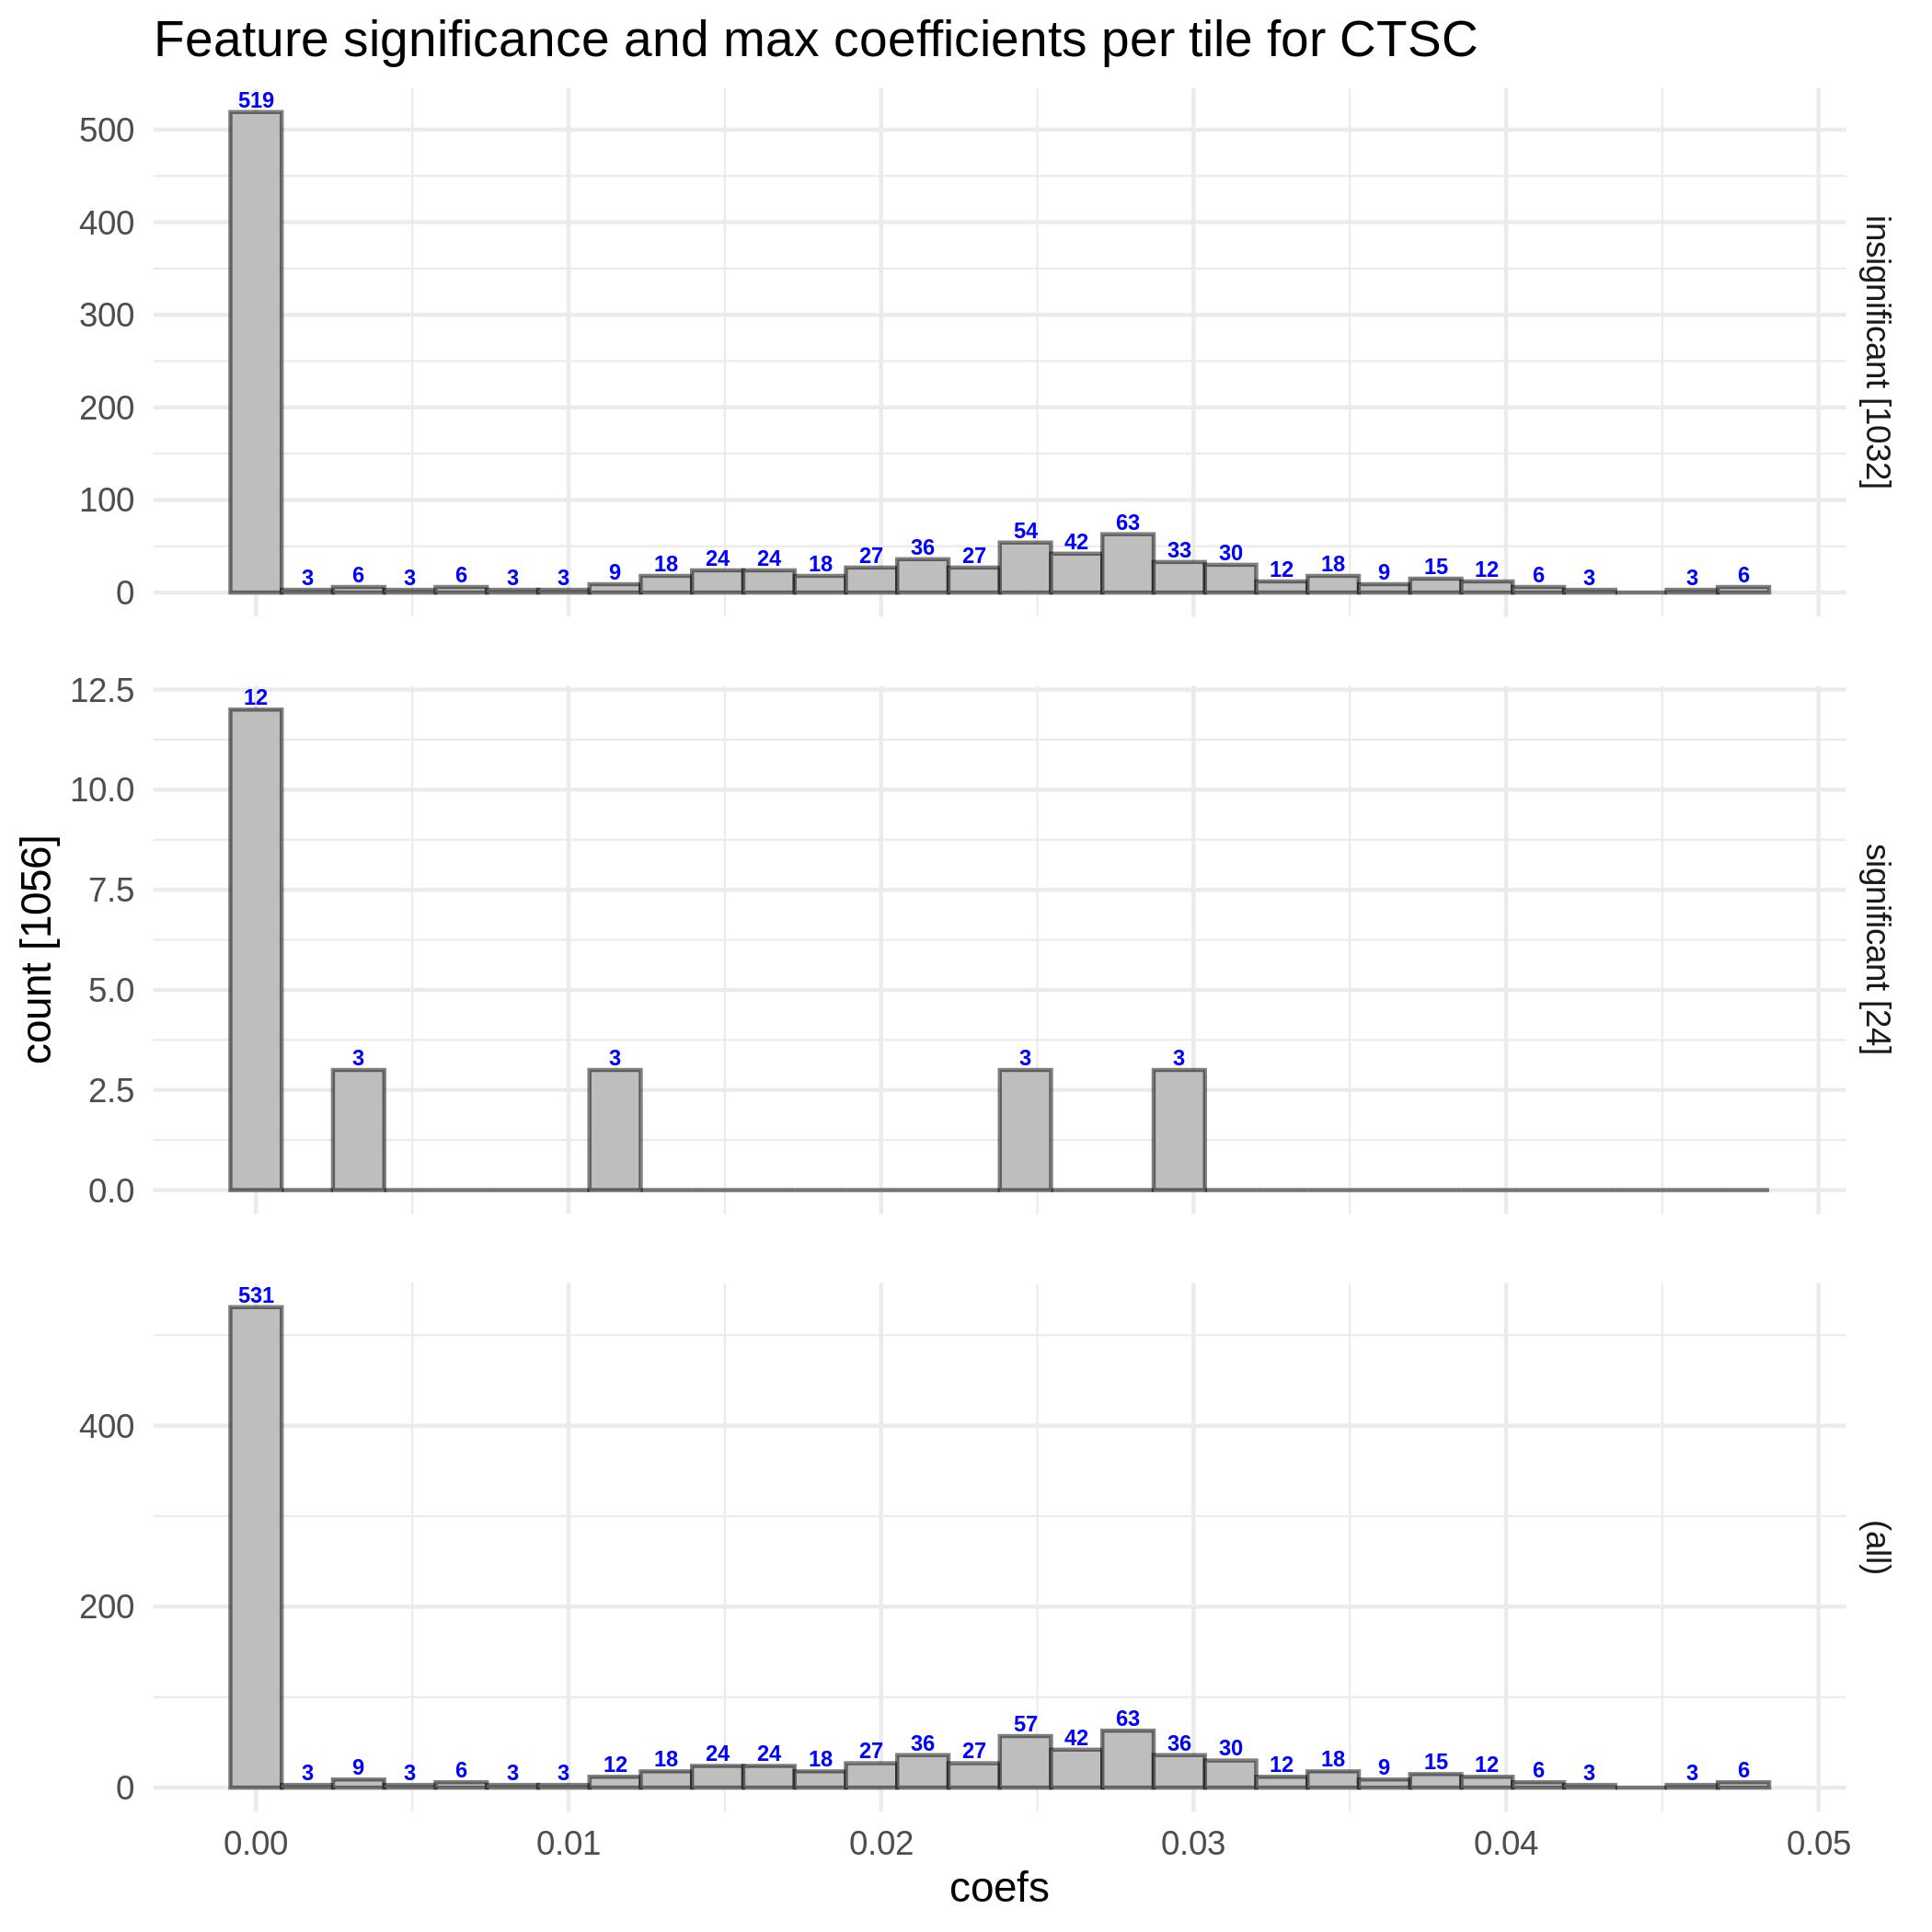 Feature significance and max coefficients per tile for CTSC
519
500
400
300
200
100
0
3 6 3 6 3 3 9 18 24 24 18 27 36 27 54 42 63 33 30 12 18 9 15 12 6 3 3 6
insignificant [1032]
12.5
12
10.0
7.5
5.0
2.5
0.0
3 3 3 3
significant [24]
count [1056]
531
400
200
0
3 9 3 6 3 3 12 18 24 24 18 27 36 27 57 42 63 36 30 12 18 9 15 12 6 3 3 6
(all)
0.00 0.01 0.02 0.03 0.04 0.05
coefs